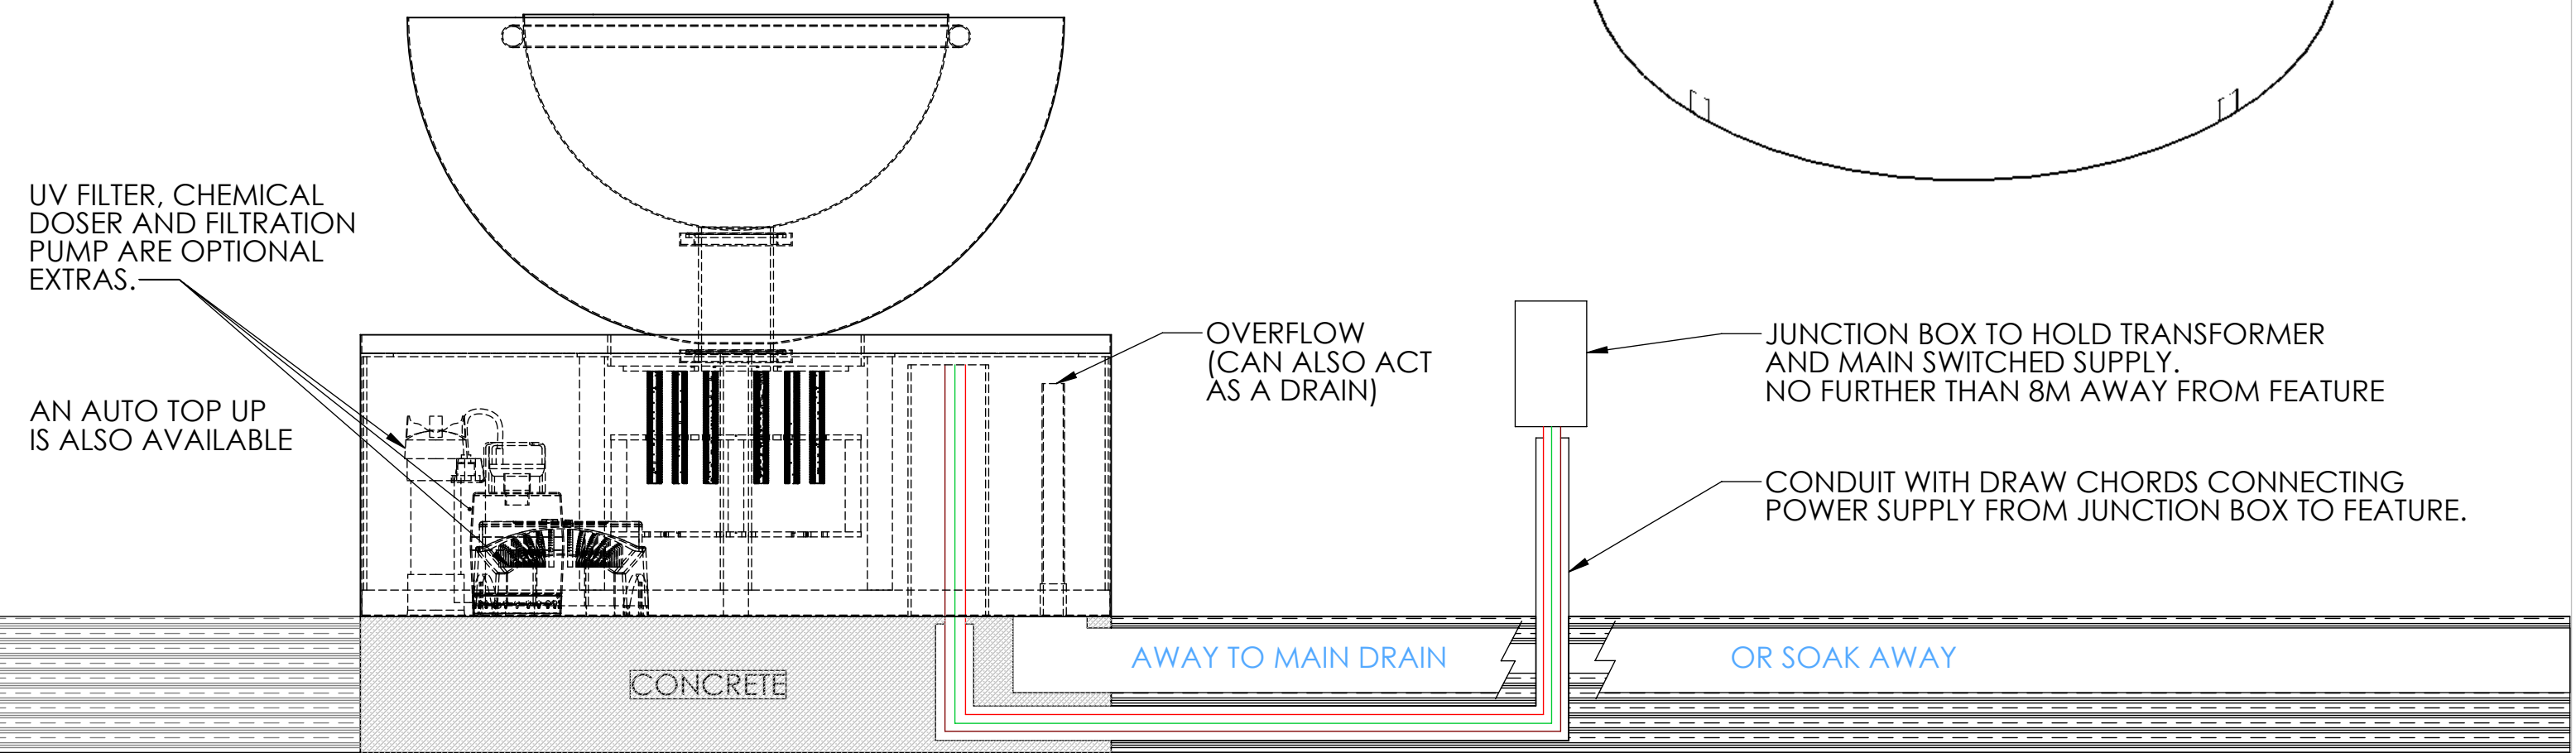 UV FILTER, CHEMICAL
DOSER AND FILTRATION
PUMP ARE OPTIONAL
EXTRAS.
AN AUTO TOP UP
IS ALSO AVAILABLE
OVERFLOW
(CAN ALSO ACT
AS A DRAIN)
JUNCTION BOX TO HOLD TRANSFORMER
AND MAIN SWITCHED SUPPLY.
NO FURTHER THAN 8M AWAY FROM FEATURE
CONDUIT WITH DRAW CHORDS CONNECTING
POWER SUPPLY FROM JUNCTION BOX TO FEATURE.
CONCRETE
AWAY TO MAIN DRAIN
OR SOAK AWAY